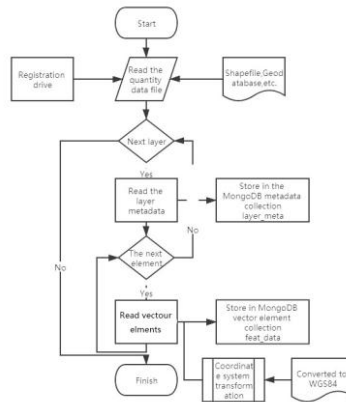 Start
Registration
drive
Read the
quantity
data file
Shapefile,Geod
atabase,etc.
Next layer
Yes
Read the
layer
metadata
Store in the
MongoDB metadata
collection
layer_meta
No
The next
element
No
Yes
Read vectour
elments
Store in MongoDB
vector element
collection
feat_data
Finish
Coordinat
e system
transform
ation
Converted to
WGS84